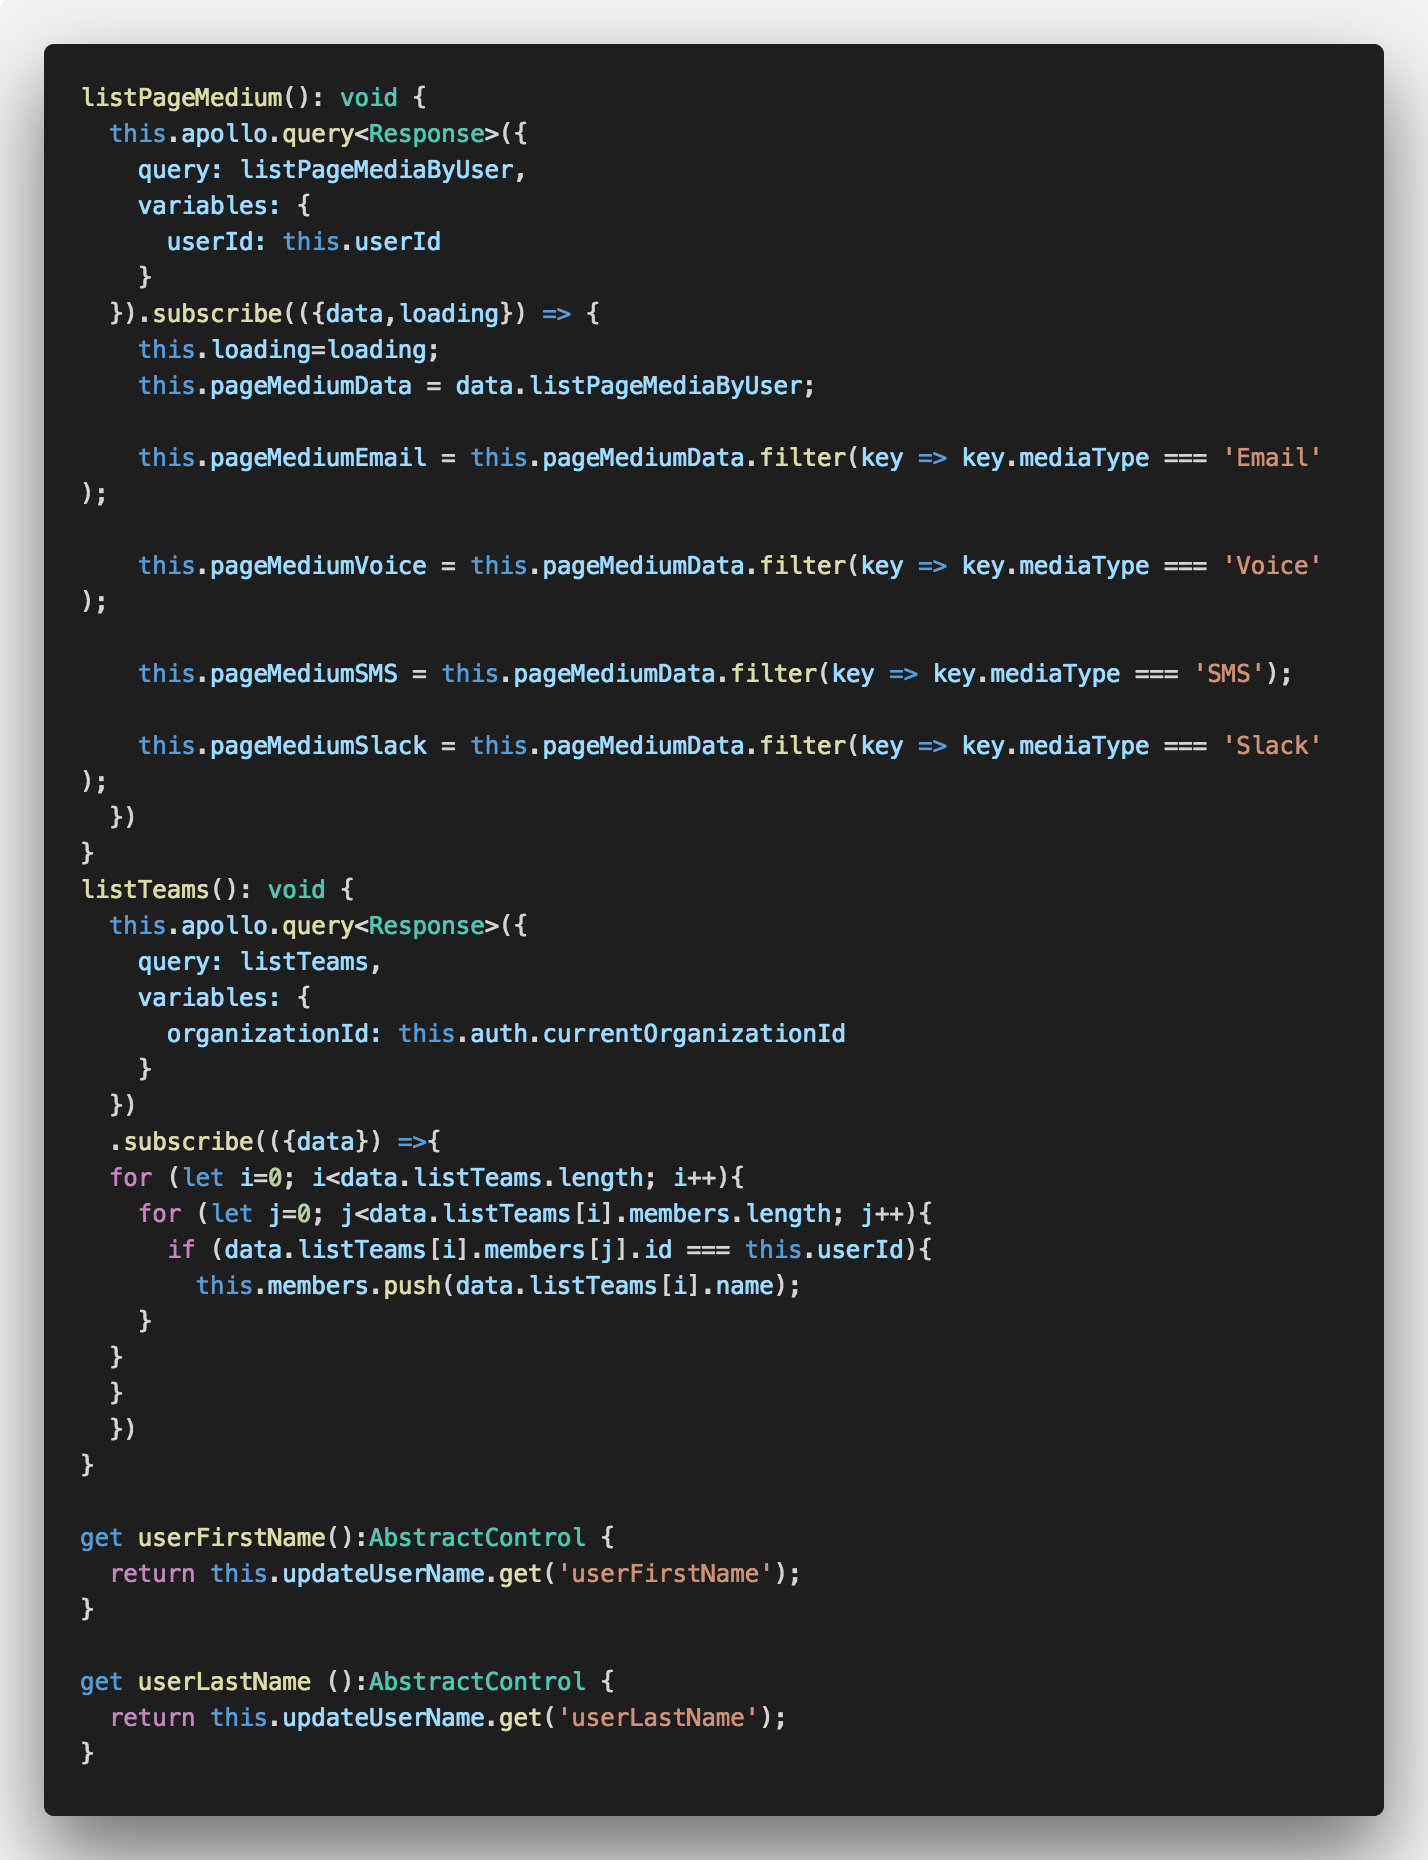 listPageMedium(): void {
  this.apollo.query<Response>({
    query: listPageMediaByUser,
    variables: {
      userId: this.userId
    }
  }).subscribe(({data,loading}) => {
    this.loading=loading;
    this.pageMediumData = data.listPageMediaByUser;

    this.pageMediumEmail = this.pageMediumData.filter(key => key.mediaType === 'Email'
);

    this.pageMediumVoice = this.pageMediumData.filter(key => key.mediaType === 'Voice'
);

    this.pageMediumSMS = this.pageMediumData.filter(key => key.mediaType === 'SMS');

    this.pageMediumSlack = this.pageMediumData.filter(key => key.mediaType === 'Slack'
);
  })
}
listTeams(): void {
  this.apollo.query<Response>({
    query: listTeams,
    variables: {
      organizationId: this.auth.currentOrganizationId
    }
  })
  .subscribe(({data}) =>{
  for (let i=0; i<data.listTeams.length; i++){
    for (let j=0; j<data.listTeams[i].members.length; j++){
      if (data.listTeams[i].members[j].id === this.userId){
        this.members.push(data.listTeams[i].name);
    }
  }
  }
  })
}

get userFirstName():AbstractControl {
  return this.updateUserName.get('userFirstName');
}

get userLastName ():AbstractControl {
  return this.updateUserName.get('userLastName');
}